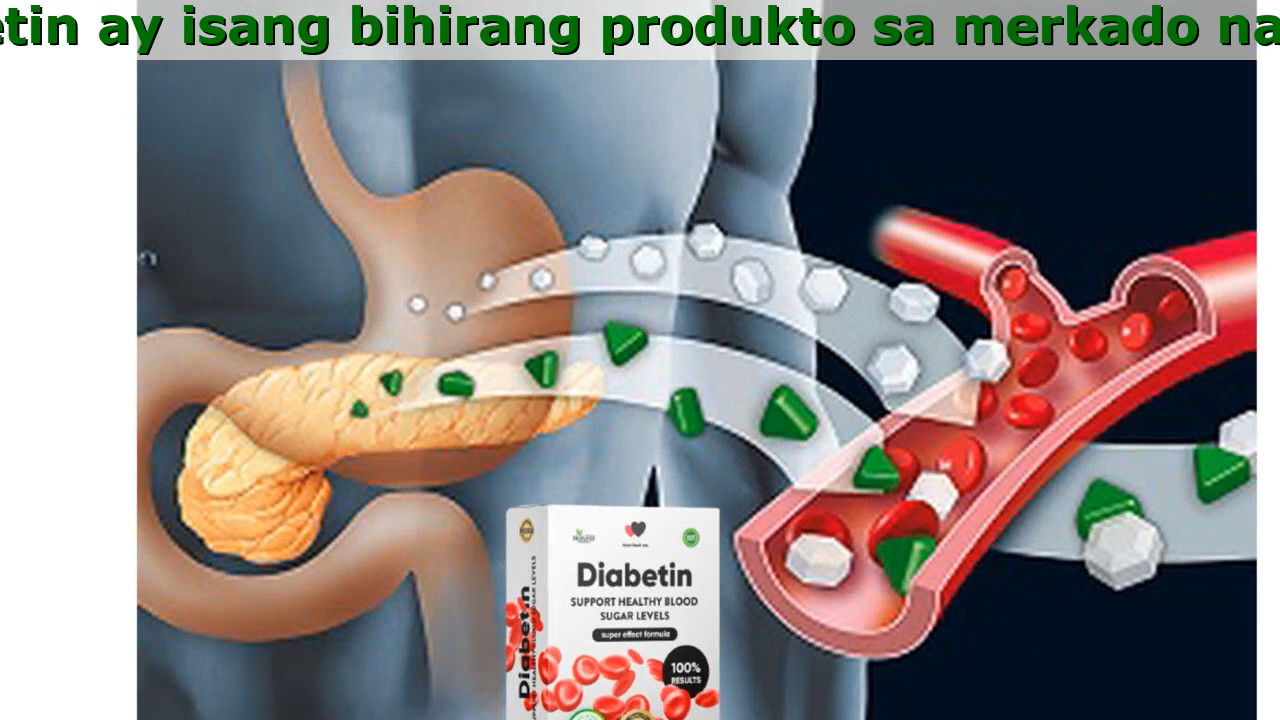 etin ay isang bihirang produkto sa merkado na
Natural
Diabetin
SUPPORT HEALTHY BLOOD
SUGAR LEVELS
super effect formula
100%
RESULTS
Diabetin